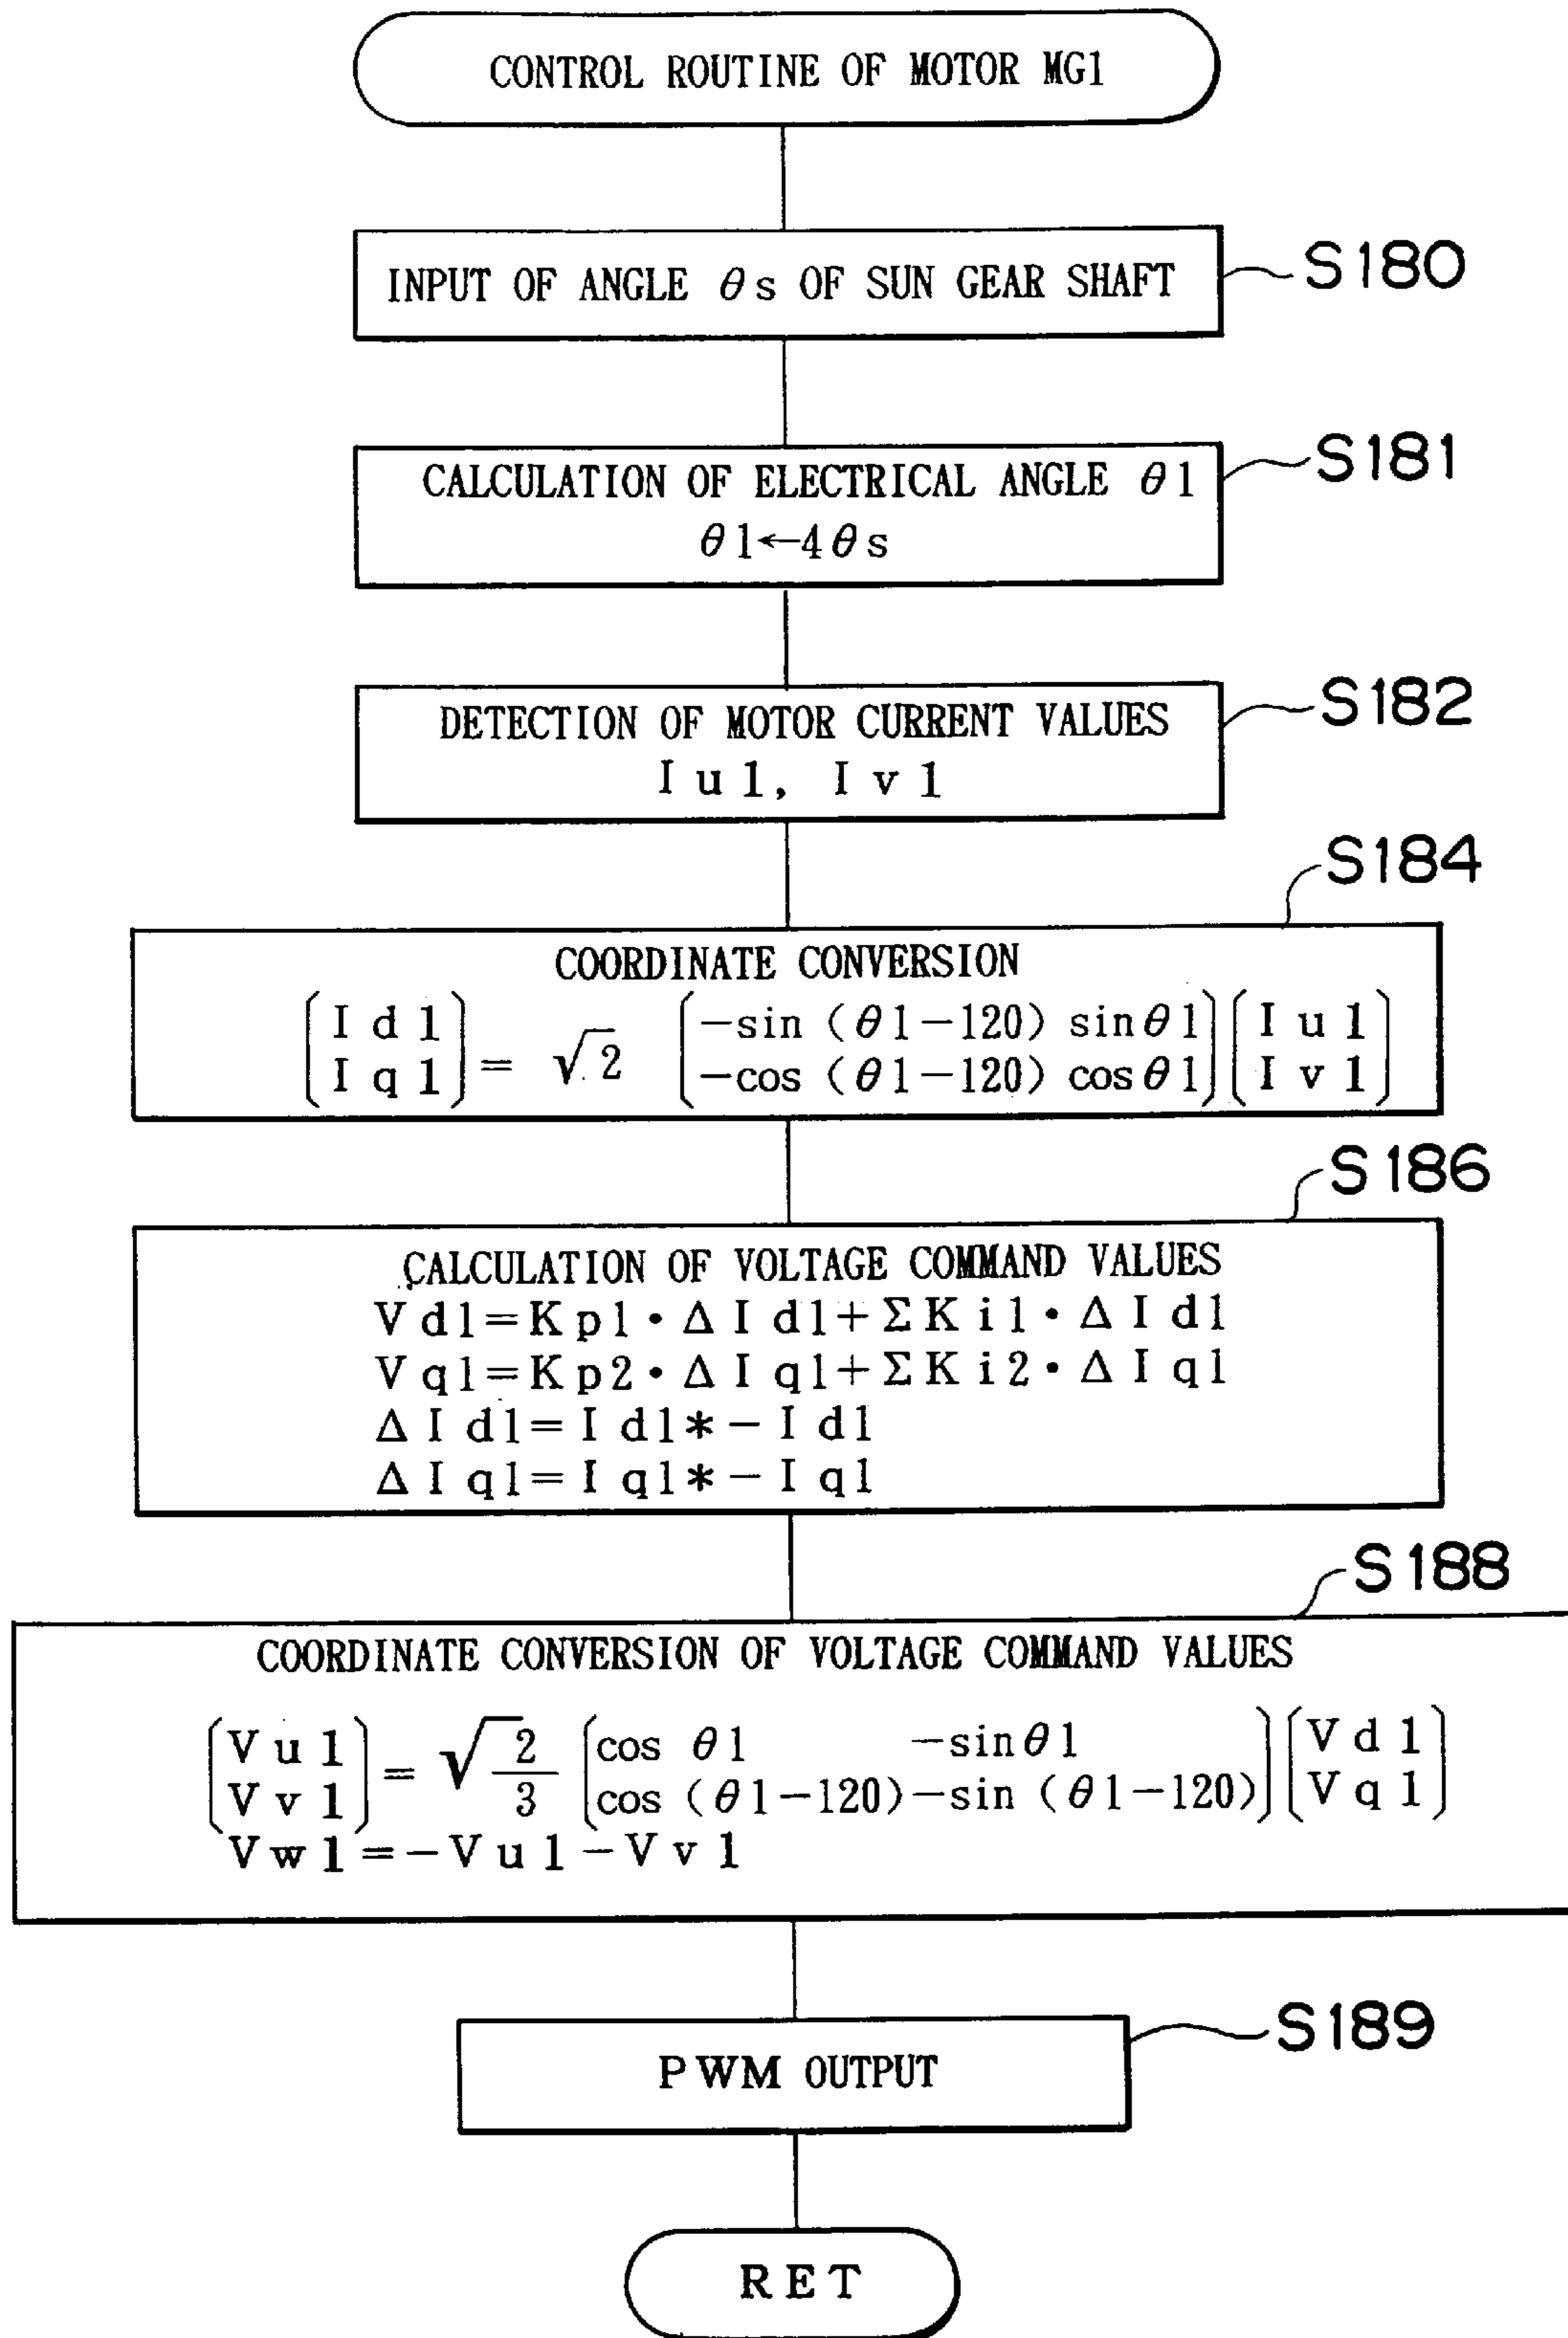 CONTROL ROUTINE OF MOTOR MG1
INPUT OF ANGLE θs OF SUN GEAR SHAFT
S180
CALCULATION OF ELECTRICAL ANGLE θ1
θ1←4θs
S181
DETECTION OF MOTOR CURRENT VALUES
Iu1, Iv1
S182
S184
COORDINATE CONVERSION
[Id1] = √2 [-sin (θ1-120) sinθ1] [Iu1]
[Iq1] [-cos (θ1-120) cosθ1] [Iv1]
S186
CALCULATION OF VOLTAGE COMMAND VALUES
Vd1=Kp1・ΔId1+ΣKi1・ΔId1
Vq1=Kp2・ΔIq1+ΣKi2・ΔIq1
ΔId1=Id1*-Id1
ΔIq1=Iq1*-Iq1
S188
COORDINATE CONVERSION OF VOLTAGE COMMAND VALUES
[Vu1] = √2/3 [cos θ1 -sinθ1] [Vd1]
[Vv1] [cos (θ1-120)-sin (θ1-120)] [Vq1]
Vw1=-Vu1-Vv1
S189
PWM OUTPUT
RET